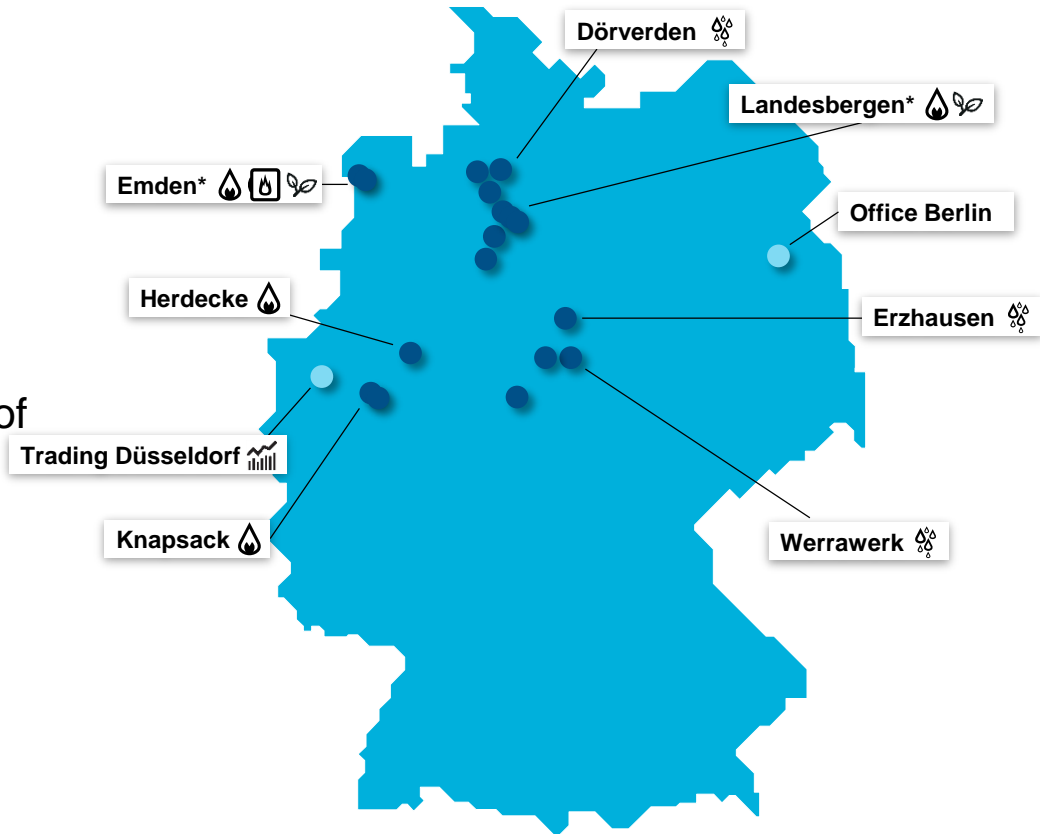 Dörverden
Landesbergen*
Emden*
Office Berlin
Herdecke
Erzhausen
of
Trading Düsseldorf
Knapsack
Werrawerk